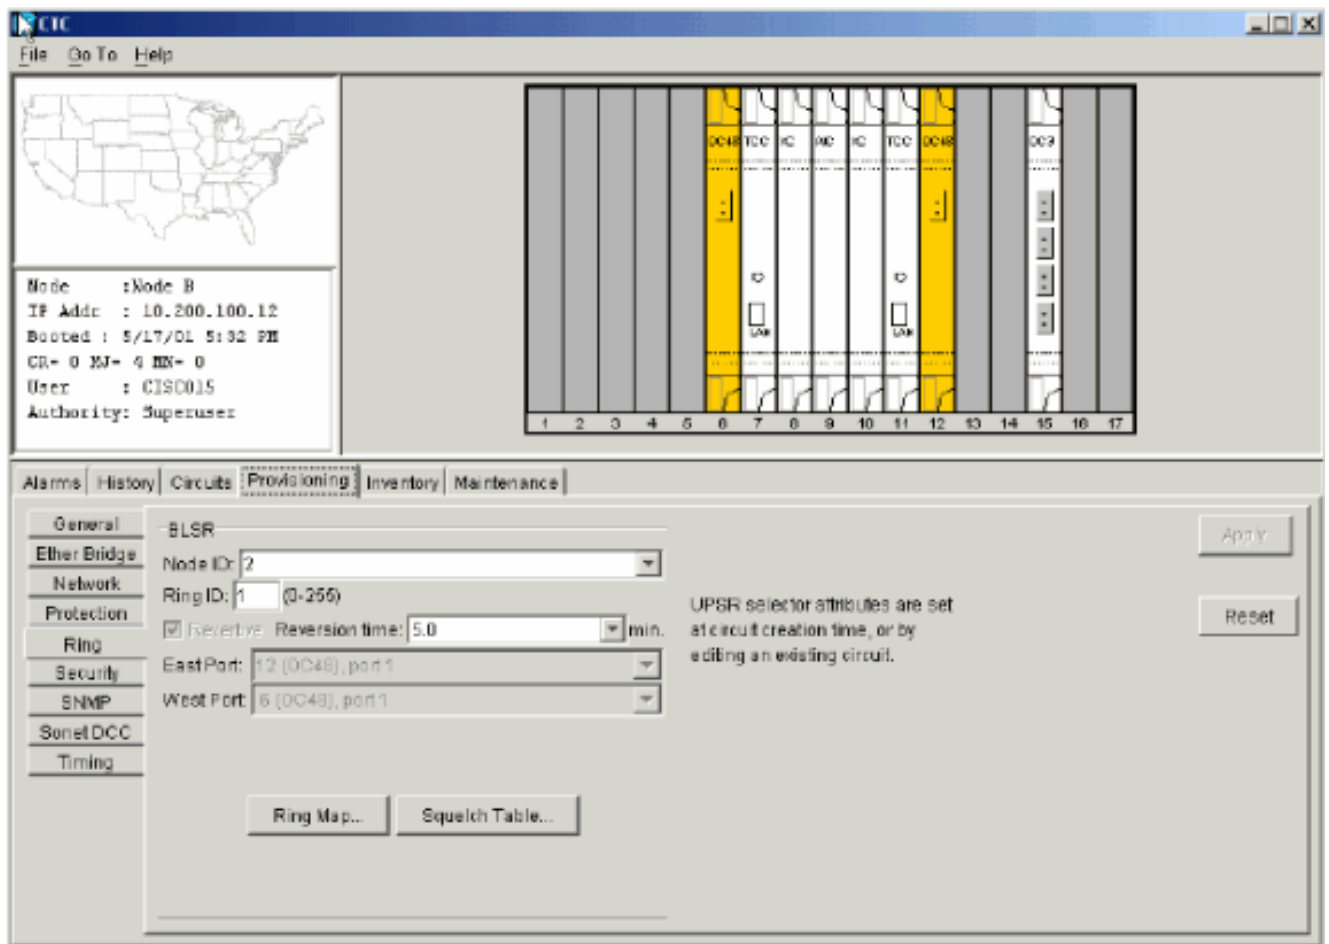 CTC
File Go To Help
Node :Node B
IP Addr : 10.200.100.12
Booted : 5/17/01 5:32 PM
CR- 0 MJ- 4 MN- 0
User : CISCO15
Authority: Superuser
OC48 TCC XC AIC XC TCC OC48 OC3
LAN LAN
1 2 3 4 5 6 7 8 9 10 11 12 13 14 15 16 17
Alarms History Circuits Provisioning Inventory Maintenance
General
Ether Bridge
Network
Protection
Ring
Security
SNMP
Sonet DCC
Timing
BLSR
Node ID: 2
Ring ID: 1 (0-255)
Revertive Reversion time: 5.0 min.
East Port: 12 (OC48), port 1
West Port: 6 (OC48), port 1
Ring Map...
Squelch Table...
UPSR selector attributes are set
at circuit creation time, or by
editing an existing circuit.
Apply
Reset